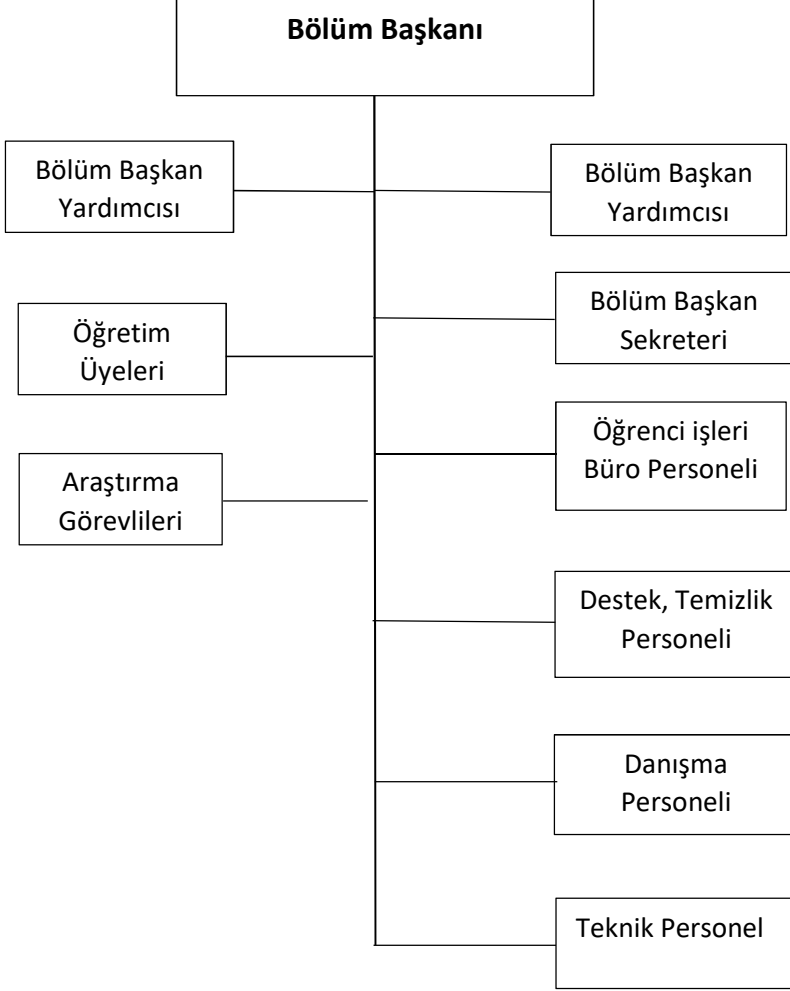 Bölüm Başkanı
Bölüm Başkan
Yardımcısı
Bölüm Başkan
Yardımcısı
Öğretim
Üyeleri
Bölüm Başkan
Sekreteri
Araştırma
Görevlileri
Öğrenci işleri
Büro Personeli
Destek, Temizlik
Personeli
Danışma
Personeli
Teknik Personel